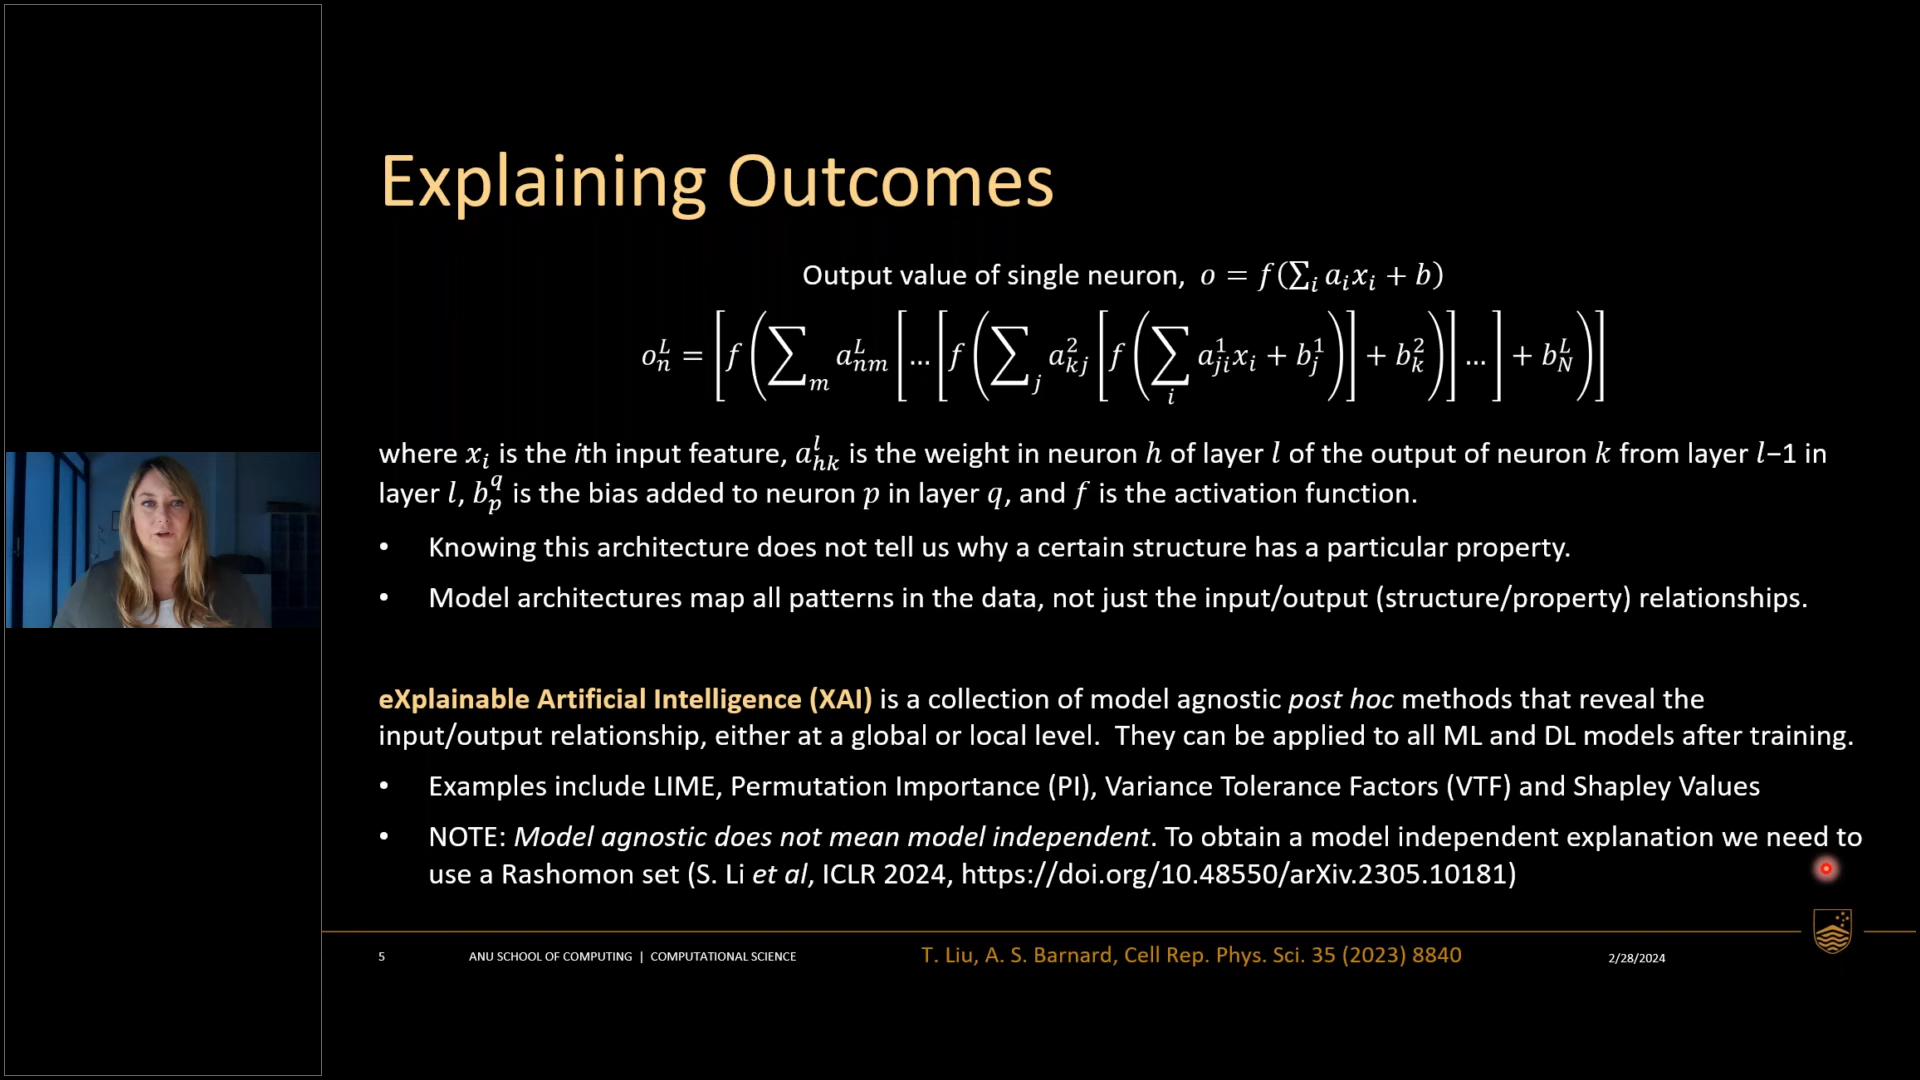 Explaining Outcomes
Output value of single neuron, o = f(∑ᵢ aᵢxᵢ + b)
oₙᴸ = [f(∑ₘ aₙₘᴸ [...[f(∑ⱼ aₖⱼ² [f(∑ᵢ aⱼᵢ¹xᵢ + bⱼ¹)] + bₖ²)]...] + b_Nᴸ)]
where xᵢ is the ith input feature, aₕₖˡ is the weight in neuron h of layer l of the output of neuron k from layer l−1 in
layer l, b_p^q is the bias added to neuron p in layer q, and f is the activation function.
• Knowing this architecture does not tell us why a certain structure has a particular property.
• Model architectures map all patterns in the data, not just the input/output (structure/property) relationships.
eXplainable Artificial Intelligence (XAI) is a collection of model agnostic post hoc methods that reveal the
input/output relationship, either at a global or local level. They can be applied to all ML and DL models after training.
• Examples include LIME, Permutation Importance (PI), Variance Tolerance Factors (VTF) and Shapley Values
• NOTE: Model agnostic does not mean model independent. To obtain a model independent explanation we need to
use a Rashomon set (S. Li et al, ICLR 2024, https://doi.org/10.48550/arXiv.2305.10181)
5 ANU SCHOOL OF COMPUTING | COMPUTATIONAL SCIENCE T. Liu, A. S. Barnard, Cell Rep. Phys. Sci. 35 (2023) 8840 2/28/2024